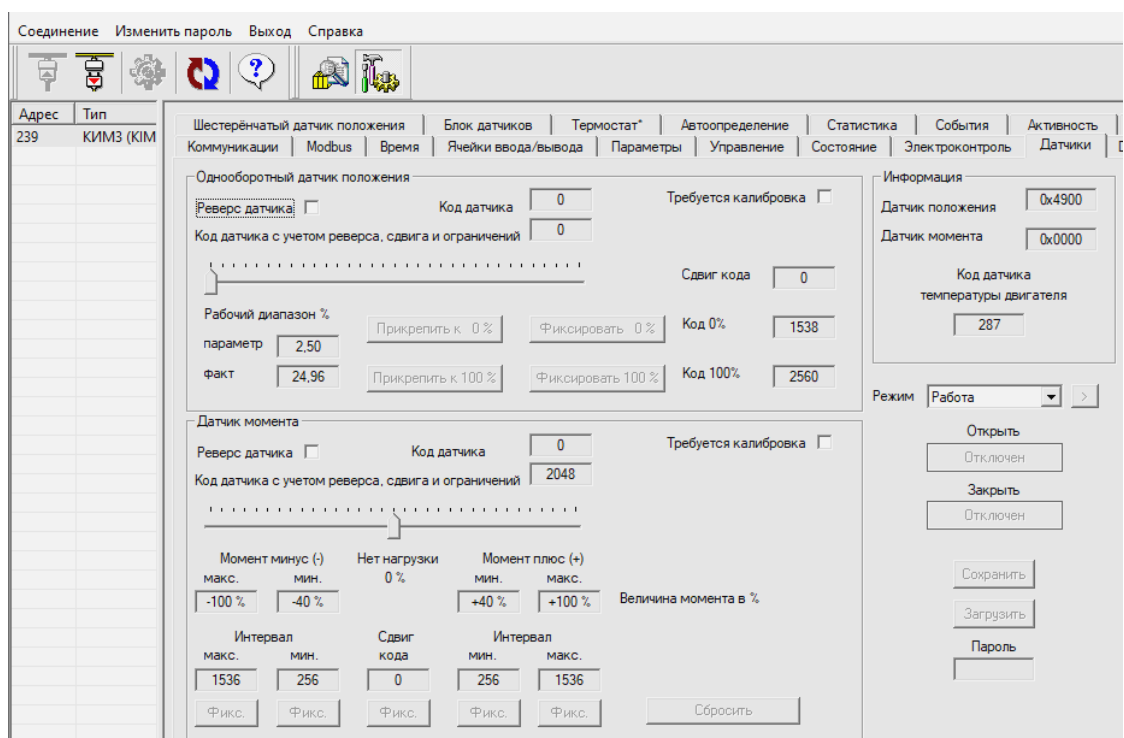 Соединение Изменить пароль Выход Справка
Адрес Тип
239 КИМ3 (KIM
Шестерёнчатый датчик положения Блок датчиков Термостат* Автоопределение Статистика События Активность
Коммуникации Modbus Время Ячейки ввода/вывода Параметры Управление Состояние Электроконтроль Датчики
Однооборотный датчик положения
Реверс датчика Код датчика 0 Требуется калибровка
Код датчика с учетом реверса, сдвига и ограничений 0
Сдвиг кода 0
Рабочий диапазон %
параметр 2,50 Прикрепить к 0 % Фиксировать 0 % Код 0% 1538
факт 24,96 Прикрепить к 100 % Фиксировать 100 % Код 100% 2560
Датчик момента
Реверс датчика Код датчика 0 Требуется калибровка
Код датчика с учетом реверса, сдвига и ограничений 2048
Момент минус (-) Нет нагрузки Момент плюс (+)
макс. мин. 0 % мин. макс.
-100 % -40 % +40 % +100 % Величина момента в %
Интервал Сдвиг Интервал
макс. мин. кода мин. макс.
1536 256 0 256 1536
Фикс. Фикс. Фикс. Фикс. Фикс. Сбросить
Информация
Датчик положения 0x4900
Датчик момента 0x0000
Код датчика
температуры двигателя
287
Режим Работа >
Открыть
Отключен
Закрыть
Отключен
Сохранить
Загрузить
Пароль